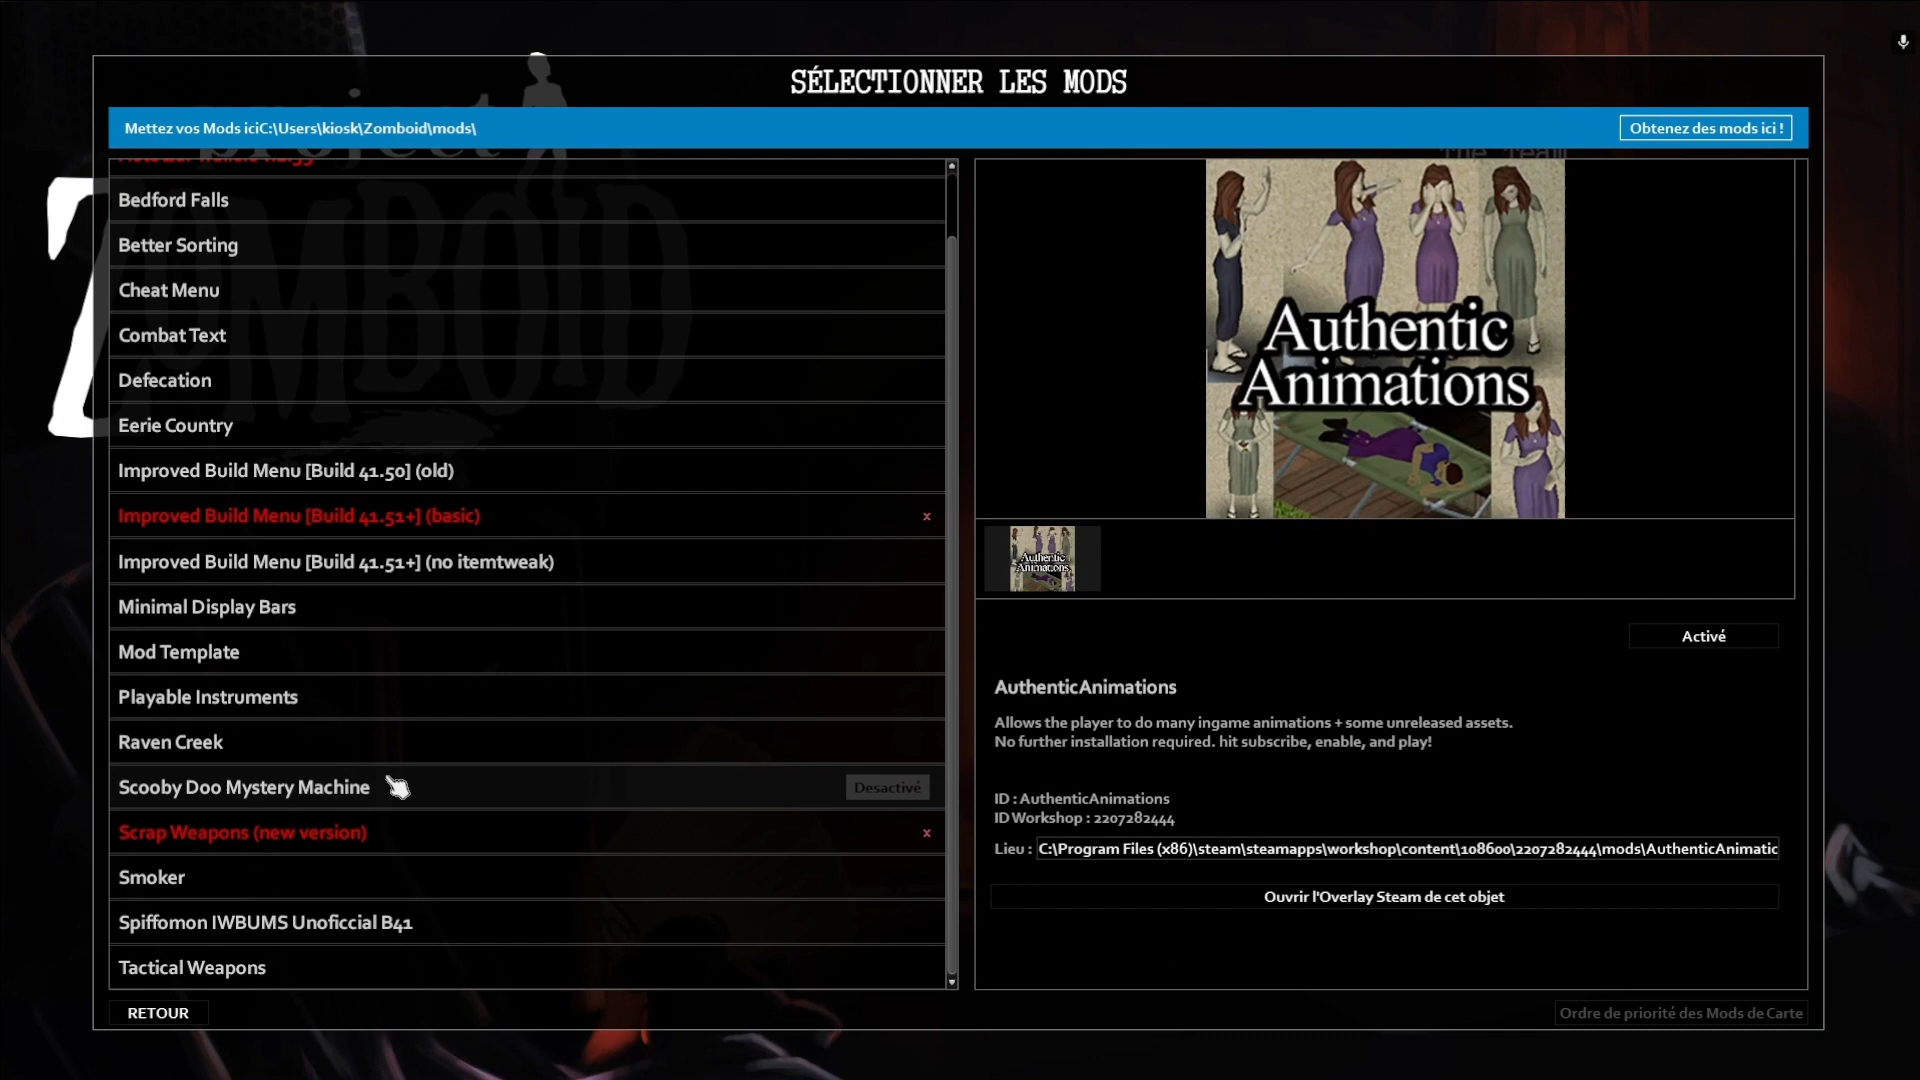 SÉLECTIONNER LES MODS
Mettez vos Mods iciC:\Users\kiosk\Zomboid\mods\
Obtenez des mods ici !
project
ZOMBOID
The Team
Bedford Falls
Better Sorting
Cheat Menu
Combat Text
Defecation
Eerie Country
Improved Build Menu [Build 41.50] (old)
Improved Build Menu [Build 41.51+] (basic)
x
Improved Build Menu [Build 41.51+] (no itemtweak)
Minimal Display Bars
Mod Template
Playable Instruments
Raven Creek
Scooby Doo Mystery Machine
Desactivé
Scrap Weapons (new version)
x
Smoker
Spiffomon IWBUMS Unoficcial B41
Tactical Weapons
RETOUR
Authentic
Animations
Authentic
Animations
Activé
AuthenticAnimations
Allows the player to do many ingame animations + some unreleased assets.
No further installation required. hit subscribe, enable, and play!
ID : AuthenticAnimations
ID Workshop : 2207282444
Lieu : C:\Program Files (x86)\steam\steamapps\workshop\content\108600\2207282444\mods\AuthenticAnimatic
Ouvrir l'Overlay Steam de cet objet
Ordre de priorité des Mods de Carte